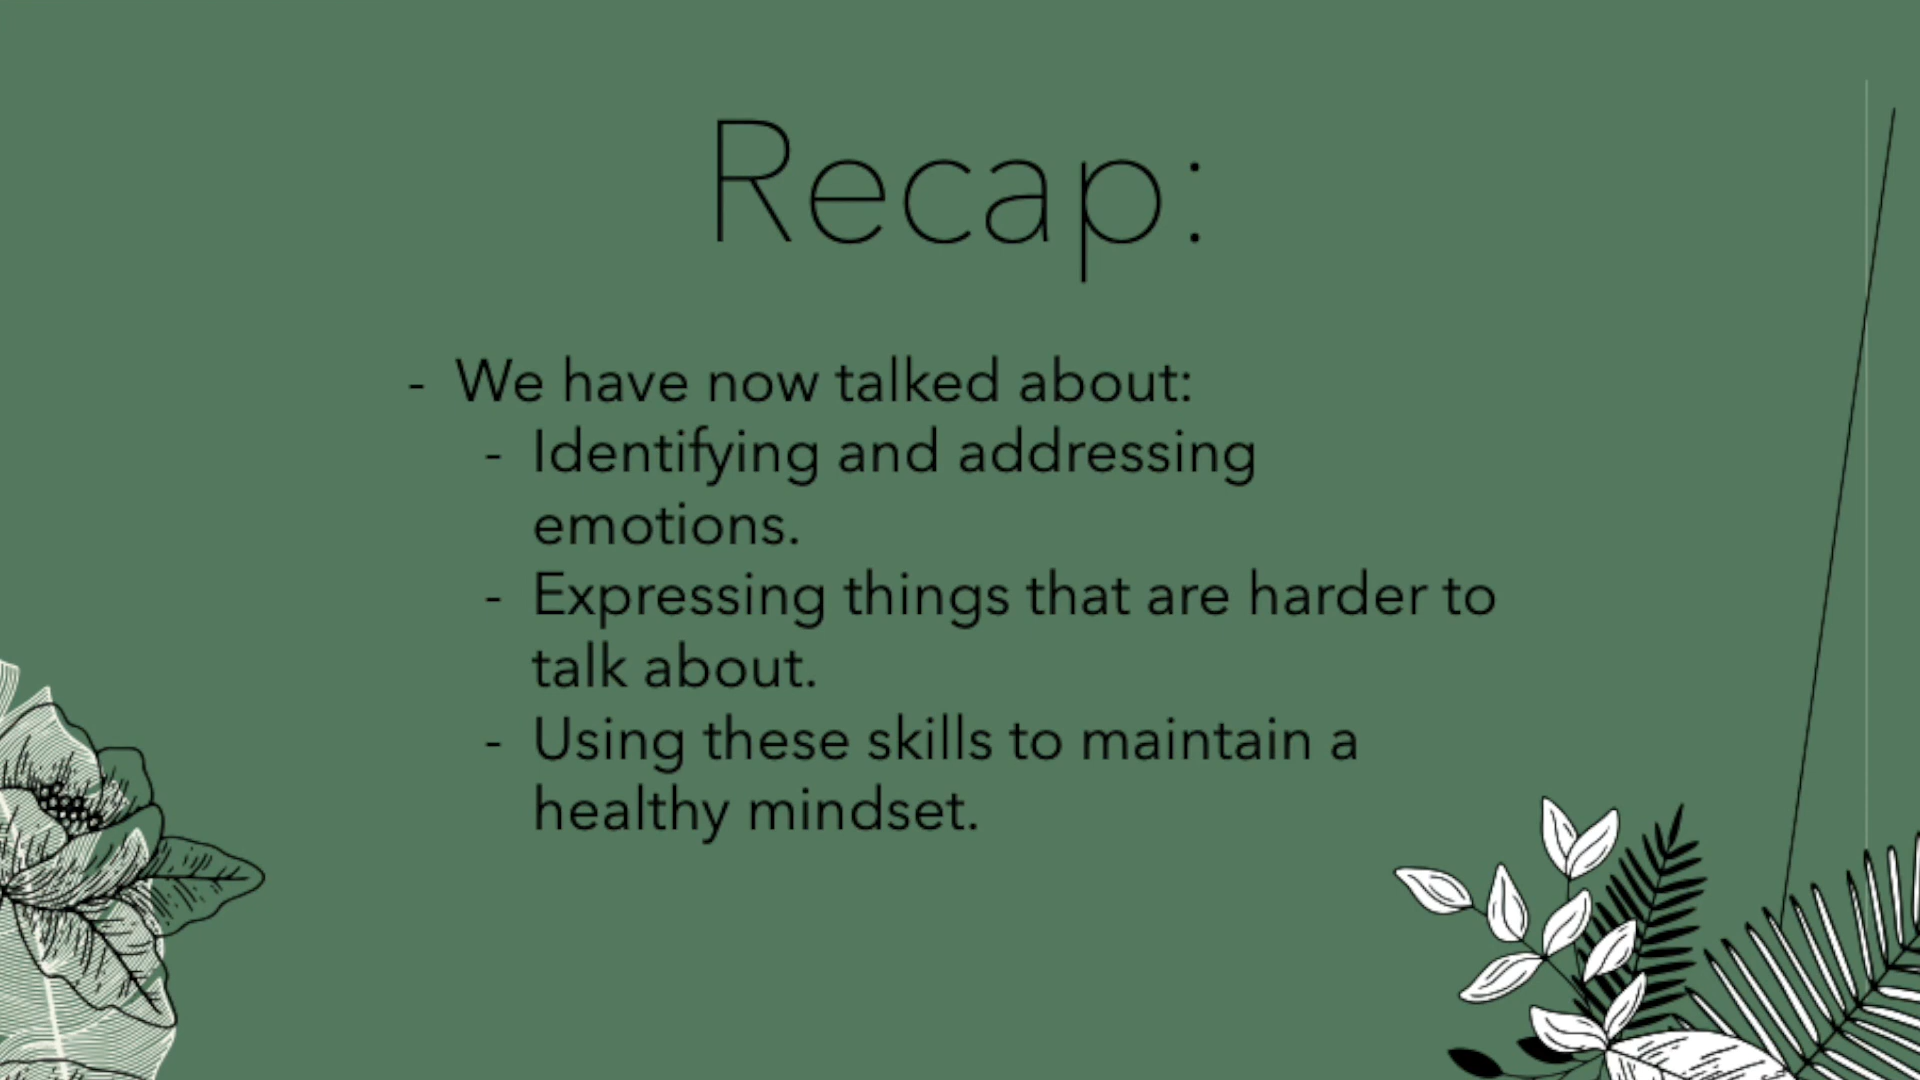 Recap:
- We have now talked about:
- Identifying and addressing
emotions.
- Expressing things that are harder to
talk about.
- Using these skills to maintain a
healthy mindset.